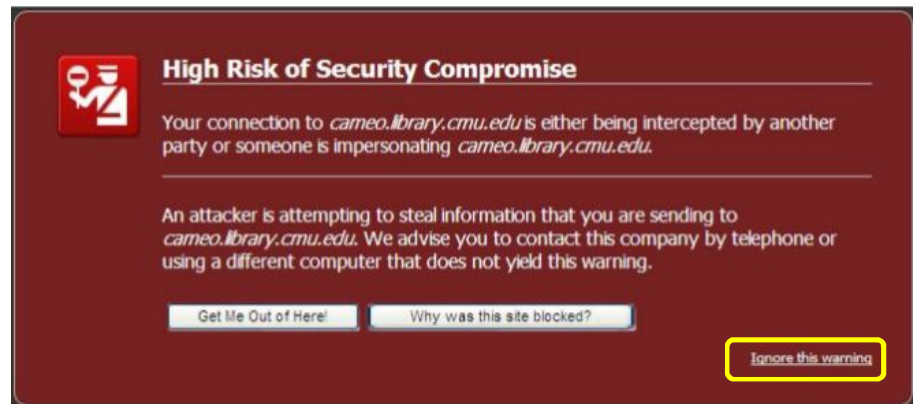 High Risk of Security Compromise
Your connection to cameo.library.cmu.edu is either being intercepted by another
party or someone is impersonating cameo.library.cmu.edu.
An attacker is attempting to steal information that you are sending to
cameo.library.cmu.edu. We advise you to contact this company by telephone or
using a different computer that does not yield this warning.
Get Me Out of Here! Why was this site blocked?
Ignore this warning